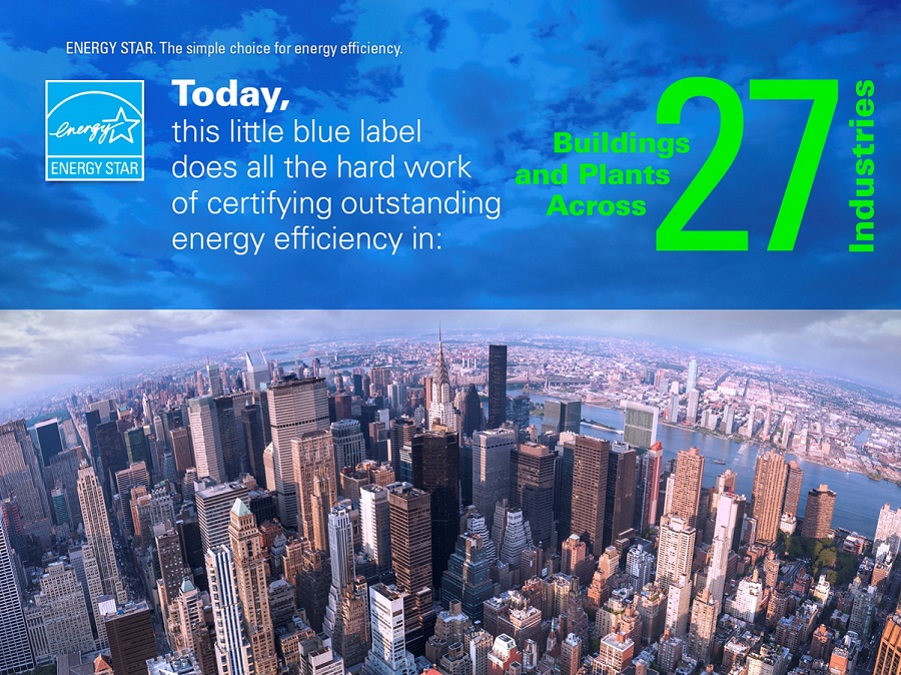 ENERGY STAR. The simple choice for energy efficiency.
energy
ENERGY STAR
Today,
this little blue label
does all the hard work
of certifying outstanding
energy efficiency in:
Buildings
and Plants
Across
27
Industries